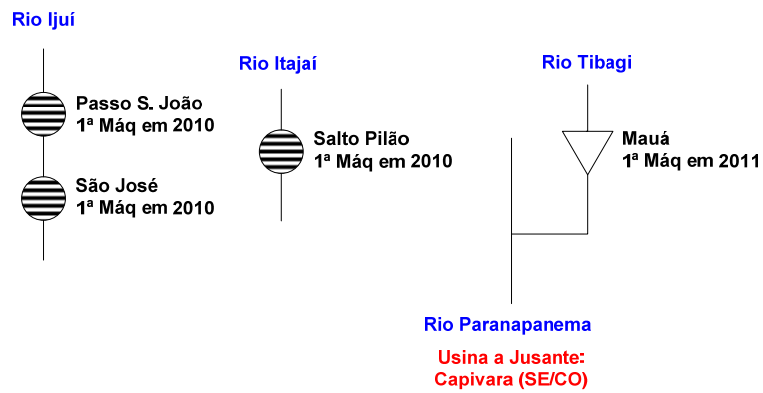 Rio Ijuí
Passo S. João
1ª Máq em 2010
São José
1ª Máq em 2010
Rio Itajaí
Salto Pilão
1ª Máq em 2010
Rio Tibagi
Mauá
1ª Máq em 2011
Rio Paranapanema
Usina a Jusante:
Capivara (SE/CO)